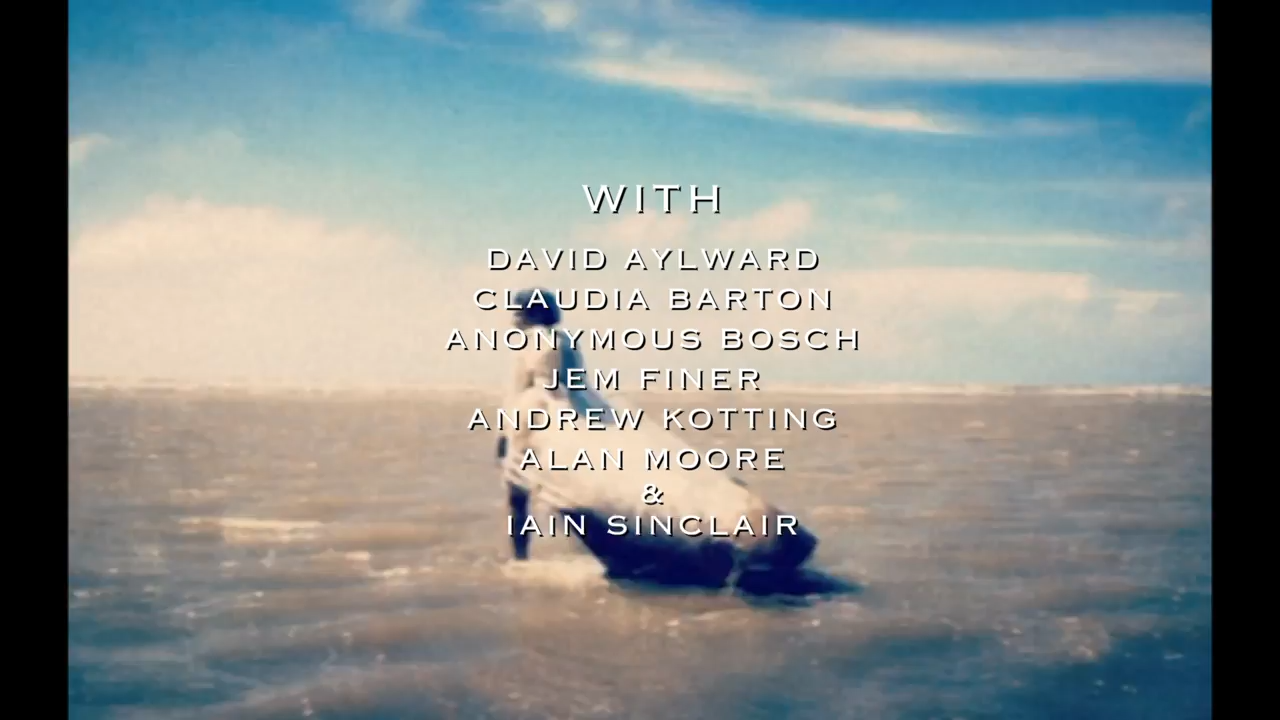 WITH
DAVID AYLWARD
CLAUDIA BARTON
ANONYMOUS BOSCH
JEM FINER
ANDREW KOTTING
ALAN MOORE
&
IAIN SINCLAIR